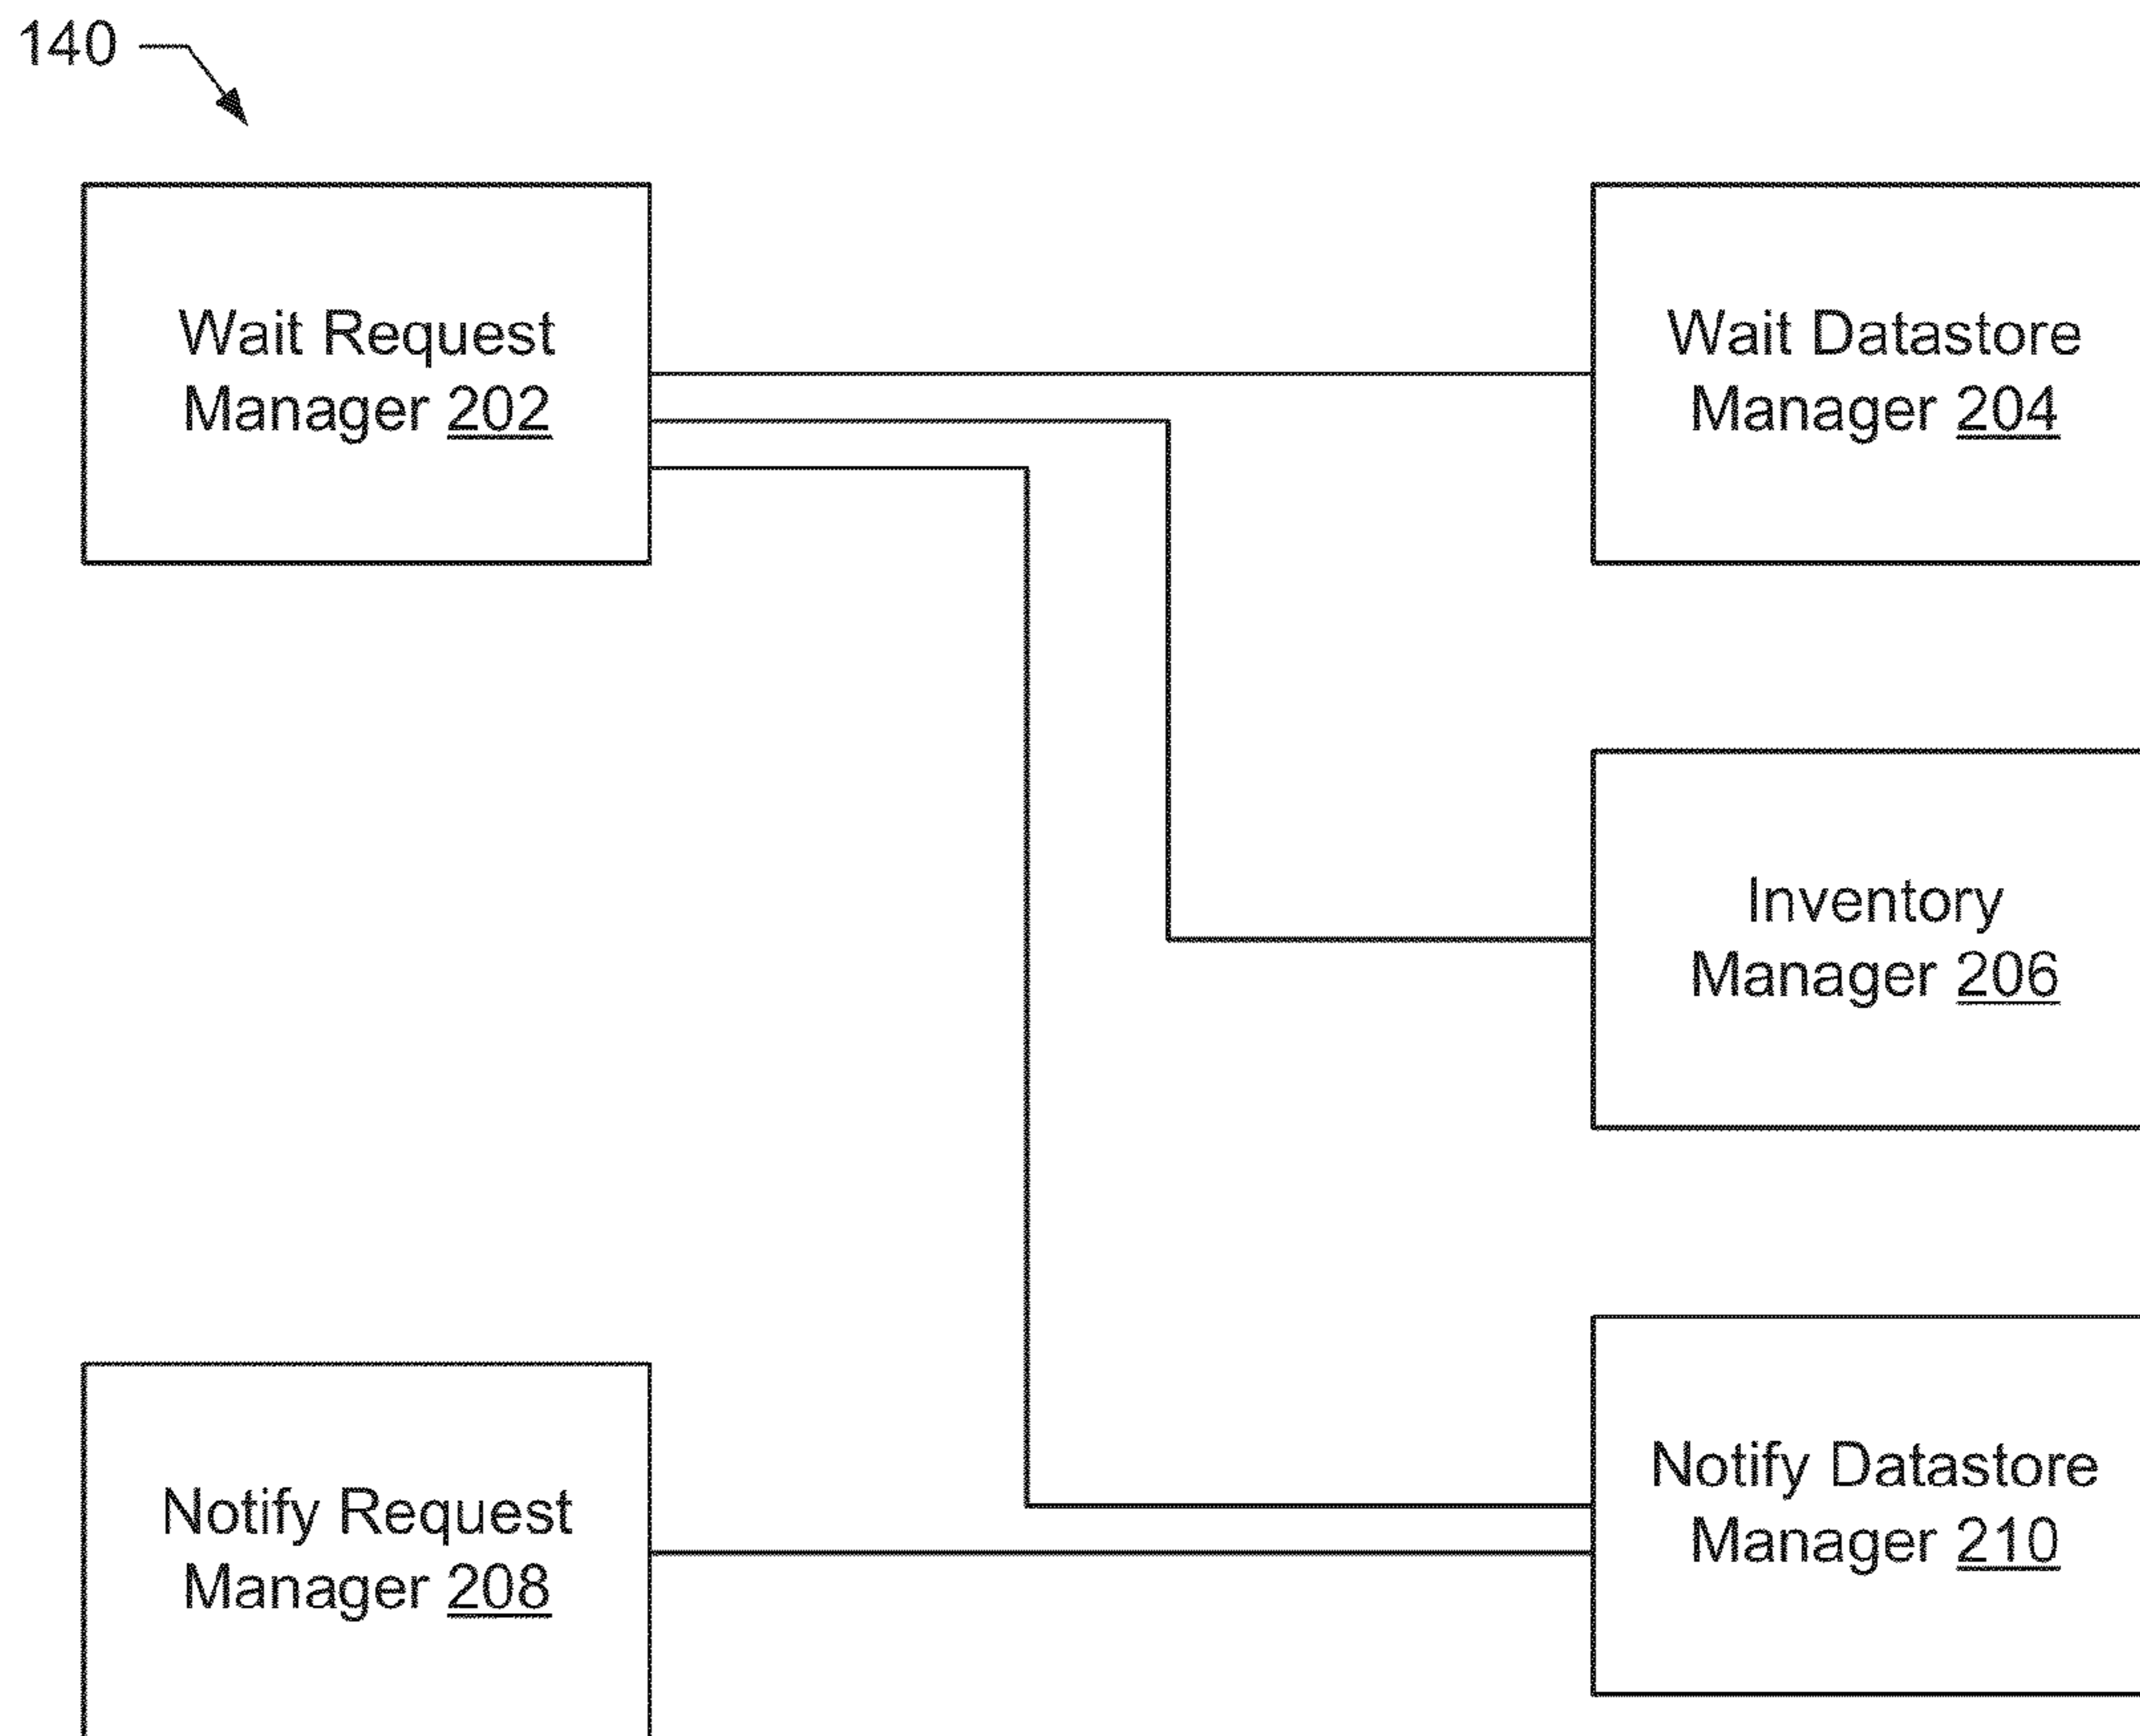 140
Wait Request
Manager 202
Wait Datastore
Manager 204
Inventory
Manager 206
Notify Request
Manager 208
Notify Datastore
Manager 210